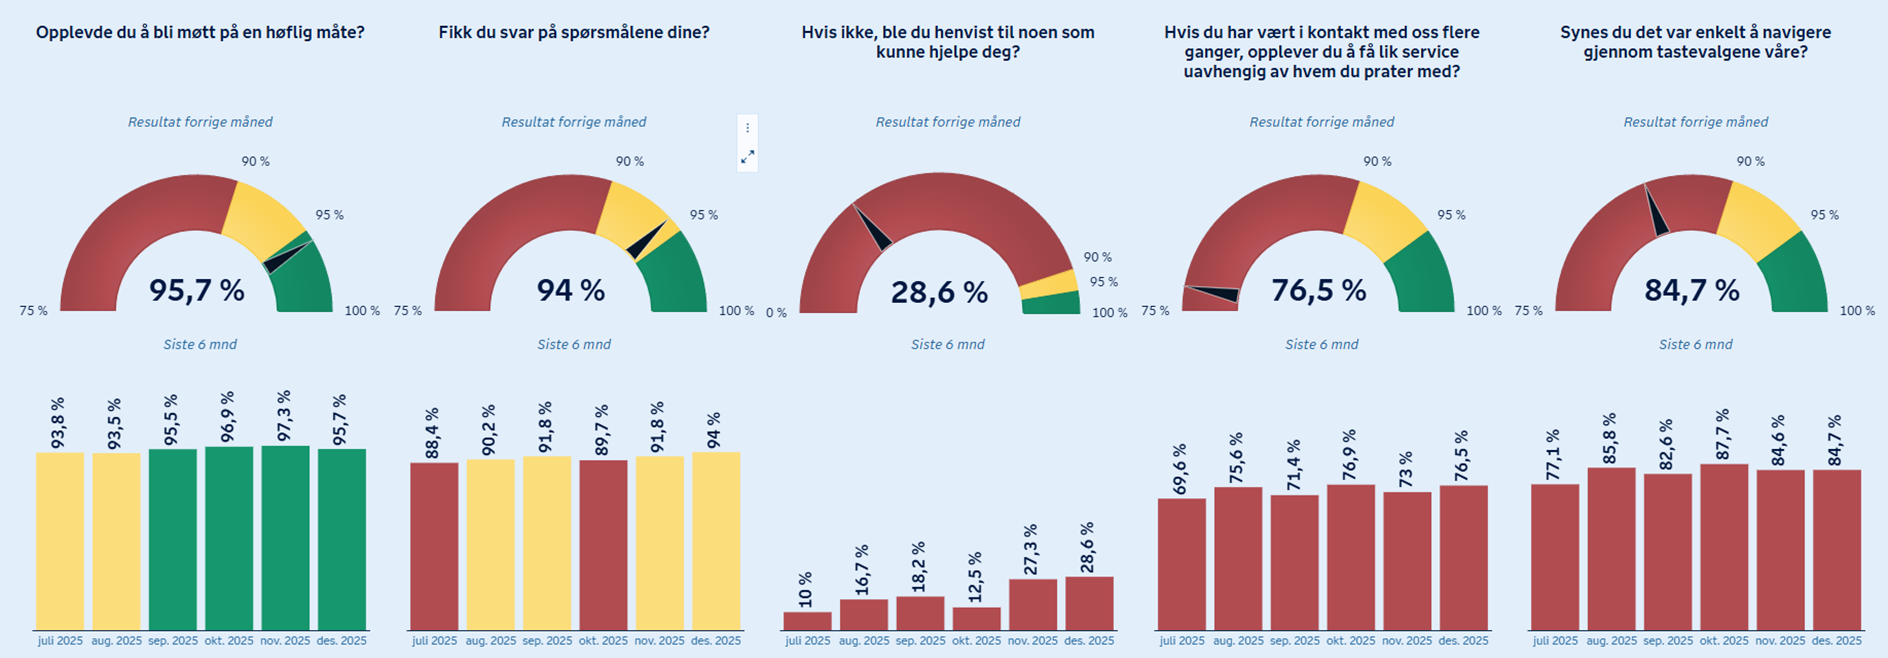 Opplevde du å bli møtt på en høflig måte?
Resultat forrige måned
90 %
95 %
75 %
95,7 %
100 %
Siste 6 mnd
93,8 %
93,5 %
95,5 %
96,9 %
97,3 %
95,7 %
juli 2025
aug. 2025
sep. 2025
okt. 2025
nov. 2025
des. 2025
Fikk du svar på spørsmålene dine?
Resultat forrige måned
90 %
95 %
75 %
94 %
100 %
Siste 6 mnd
88,4 %
90,2 %
91,8 %
89,7 %
91,8 %
94 %
juli 2025
aug. 2025
sep. 2025
okt. 2025
nov. 2025
des. 2025
Hvis ikke, ble du henvist til noen som
kunne hjelpe deg?
Resultat forrige måned
90 %
95 %
0 %
28,6 %
100 %
Siste 6 mnd
10 %
16,7 %
18,2 %
12,5 %
27,3 %
28,6 %
juli 2025
aug. 2025
sep. 2025
okt. 2025
nov. 2025
des. 2025
Hvis du har vært i kontakt med oss flere
ganger, opplever du å få lik service
uavhengig av hvem du prater med?
Resultat forrige måned
90 %
95 %
75 %
76,5 %
100 %
Siste 6 mnd
69,6 %
75,6 %
71,4 %
76,9 %
73 %
76,5 %
juli 2025
aug. 2025
sep. 2025
okt. 2025
nov. 2025
des. 2025
Synes du det var enkelt å navigere
gjennom tastevalgene våre?
Resultat forrige måned
90 %
95 %
75 %
84,7 %
100 %
Siste 6 mnd
77,1 %
85,8 %
82,6 %
87,7 %
84,6 %
84,7 %
juli 2025
aug. 2025
sep. 2025
okt. 2025
nov. 2025
des. 2025